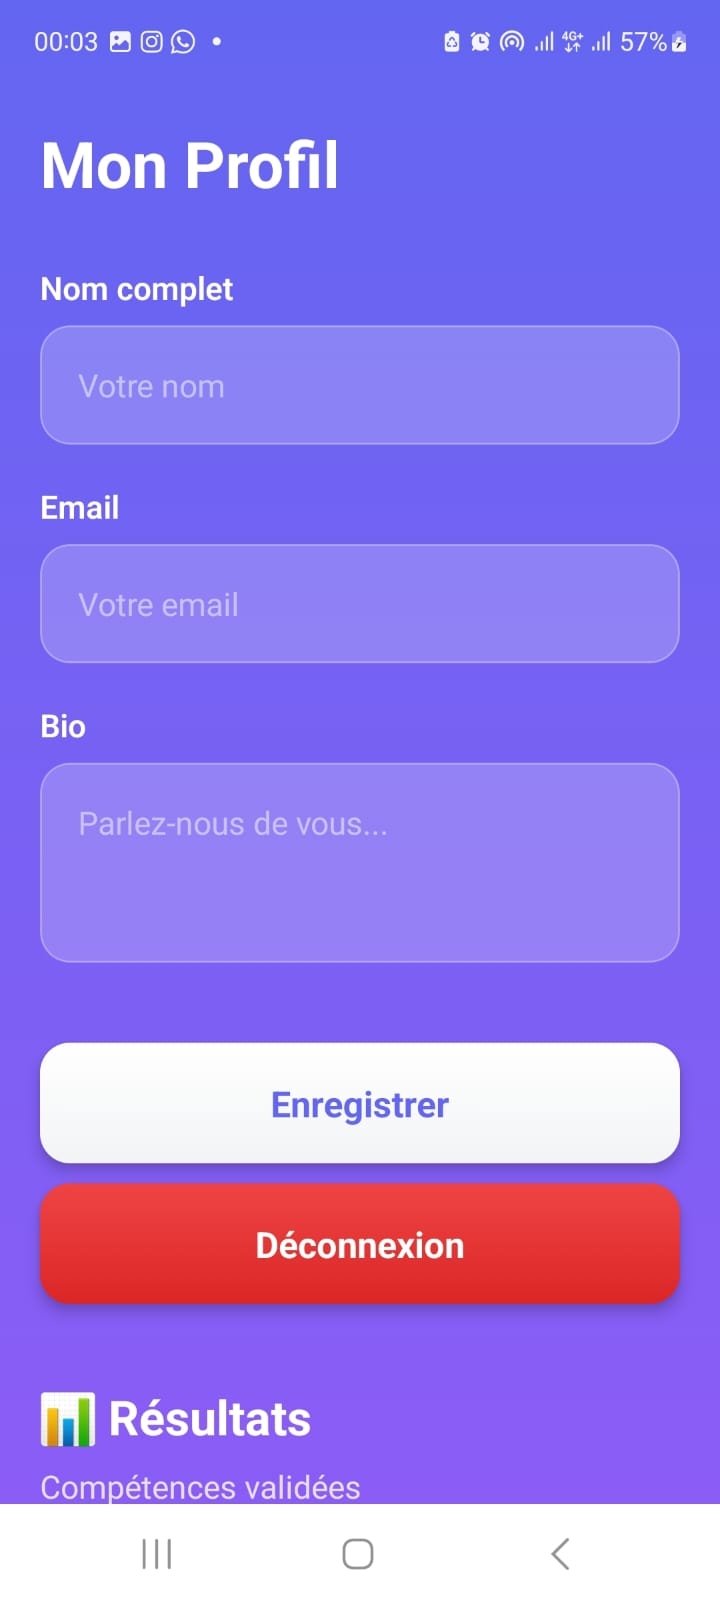 00:03
4G+ 57%
Mon Profil
Nom complet
Votre nom
Email
Votre email
Bio
Parlez-nous de vous...
Enregistrer
Déconnexion
Résultats
Compétences validées